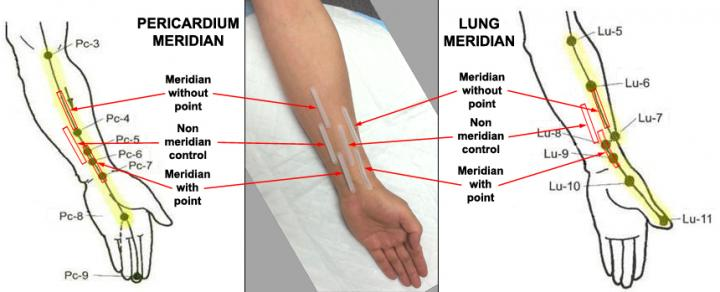 PERICARDIUM
MERIDIAN
Pc-3
Pc-4
Pc-5
Pc-6
Pc-7
Pc-8
Pc-9
Meridian
without
point
Non
meridian
control
Meridian
with
point
LUNG
MERIDIAN
Meridian
without
point
Non
meridian
control
Meridian
with
point
Lu-5
Lu-6
Lu-7
Lu-8
Lu-9
Lu-10
Lu-11